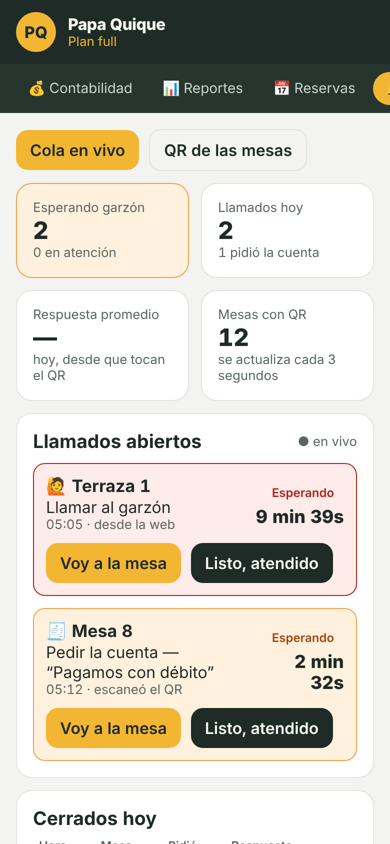 PQ
Papa Quique
Plan full
Contabilidad
Reportes
Reservas
Cola en vivo
QR de las mesas
Esperando garzón
2
0 en atención
Llamados hoy
2
1 pidió la cuenta
Respuesta promedio
—
hoy, desde que tocan
el QR
Mesas con QR
12
se actualiza cada 3
segundos
Llamados abiertos
en vivo
Terraza 1
Esperando
Llamar al garzón
9 min 39s
05:05 · desde la web
Voy a la mesa
Listo, atendido
Mesa 8
Esperando
Pedir la cuenta —
“Pagamos con débito”
2 min
32s
05:12 · escaneó el QR
Voy a la mesa
Listo, atendido
Cerrados hoy